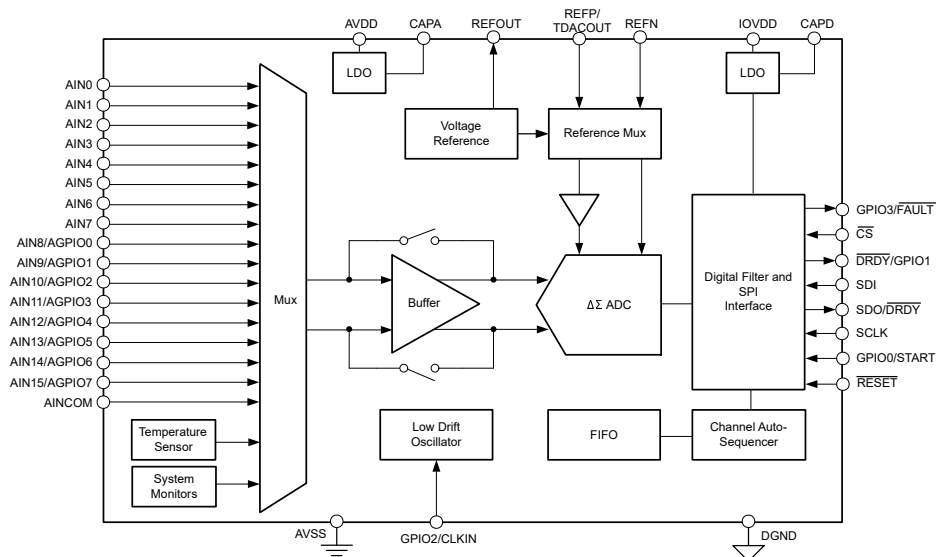 AVDD
CAPA
REFOUT
REFP/
TDACOUT
REFN
IOVDD
CAPD
LDO
LDO
AIN0
AIN1
AIN2
AIN3
AIN4
AIN5
AIN6
AIN7
AIN8/AGPIO0
AIN9/AGPIO1
AIN10/AGPIO2
AIN11/AGPIO3
AIN12/AGPIO4
AIN13/AGPIO5
AIN14/AGPIO6
AIN15/AGPIO7
AINCOM
Temperature
Sensor
System
Monitors
Mux
Voltage
Reference
Reference Mux
Buffer
ΔΣ ADC
Digital Filter and
SPI
Interface
GPIO3/FAULT
CS
DRDY/GPIO1
SDI
SDO/DRDY
SCLK
GPIO0/START
RESET
Low Drift
Oscillator
FIFO
Channel Auto-
Sequencer
AVSS
GPIO2/CLKIN
DGND